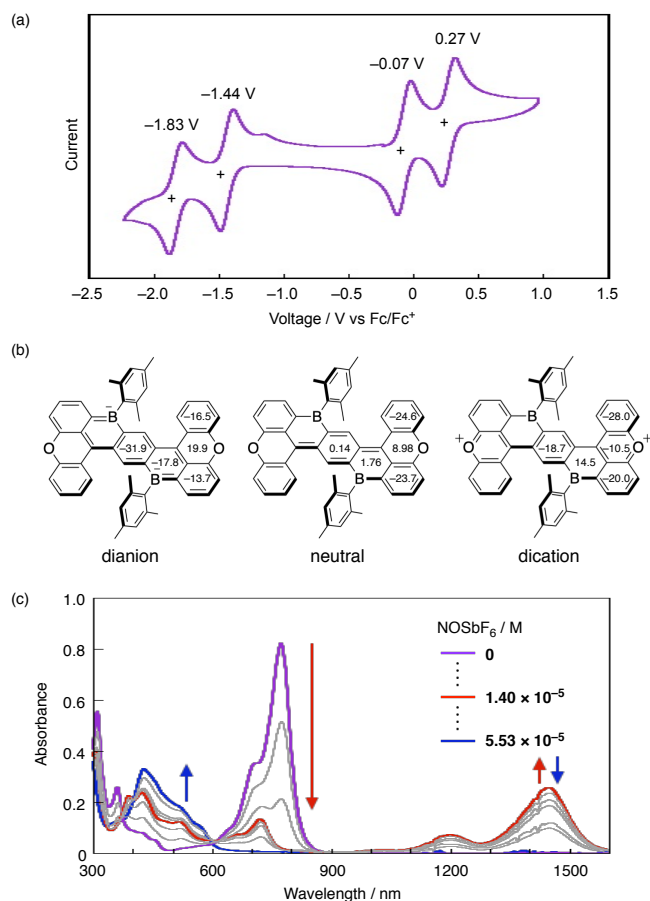 (a)
0.27 V
−0.07 V
−1.44 V
−1.83 V
Current
+ + + +
−2.5 −2.0 −1.5 −1.0 −0.5 0 0.5 1.0 1.5
Voltage / V vs Fc/Fc⁺
(b)
B − −16.5 O −31.9 19.9 O −17.8 −13.7 B −
B −24.6 O 0.14 8.98 O 1.76 −23.7 B
B −28.0 +O −18.7 −10.5 O+ 14.5 −20.0 B
dianion neutral dication
(c)
1.0
0.8
0.6
0.4
0.2
0
Absorbance
NOSbF₆ / M
0
1.40 × 10⁻⁵
5.53 × 10⁻⁵
300 600 900 1200 1500
Wavelength / nm